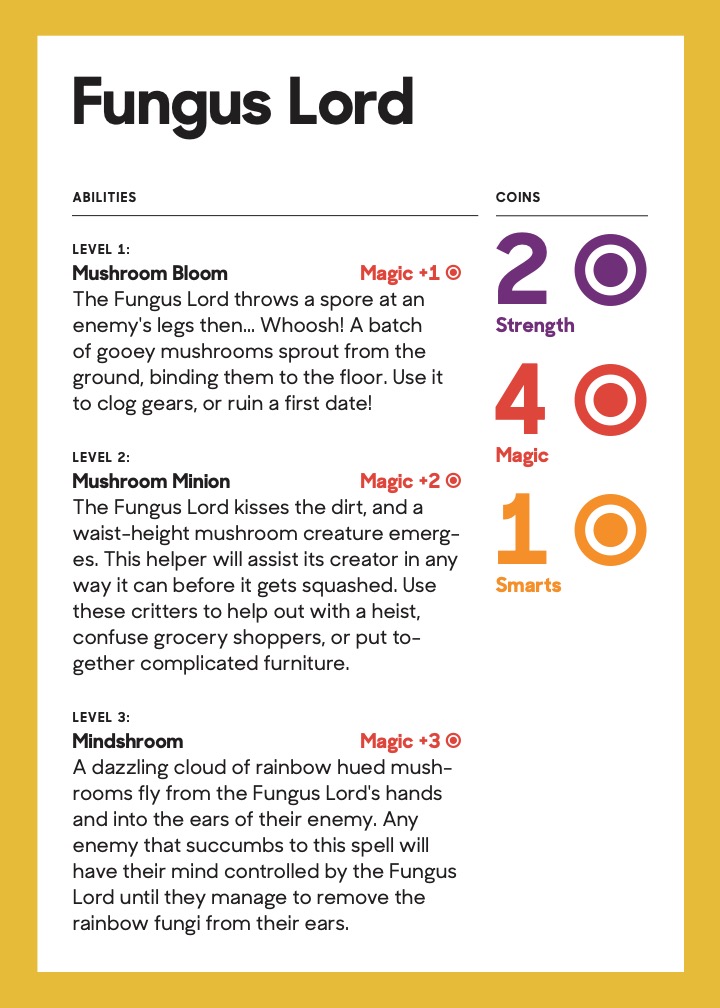 Fungus Lord
ABILITIES
LEVEL 1:
Mushroom Bloom Magic +1
The Fungus Lord throws a spore at an
enemy's legs then... Whoosh! A batch
of gooey mushrooms sprout from the
ground, binding them to the floor. Use it
to clog gears, or ruin a first date!
LEVEL 2:
Mushroom Minion Magic +2
The Fungus Lord kisses the dirt, and a
waist-height mushroom creature emerg-
es. This helper will assist its creator in any
way it can before it gets squashed. Use
these critters to help out with a heist,
confuse grocery shoppers, or put to-
gether complicated furniture.
LEVEL 3:
Mindshroom Magic +3
A dazzling cloud of rainbow hued mush-
rooms fly from the Fungus Lord's hands
and into the ears of their enemy. Any
enemy that succumbs to this spell will
have their mind controlled by the Fungus
Lord until they manage to remove the
rainbow fungi from their ears.
COINS
2
Strength
4
Magic
1
Smarts